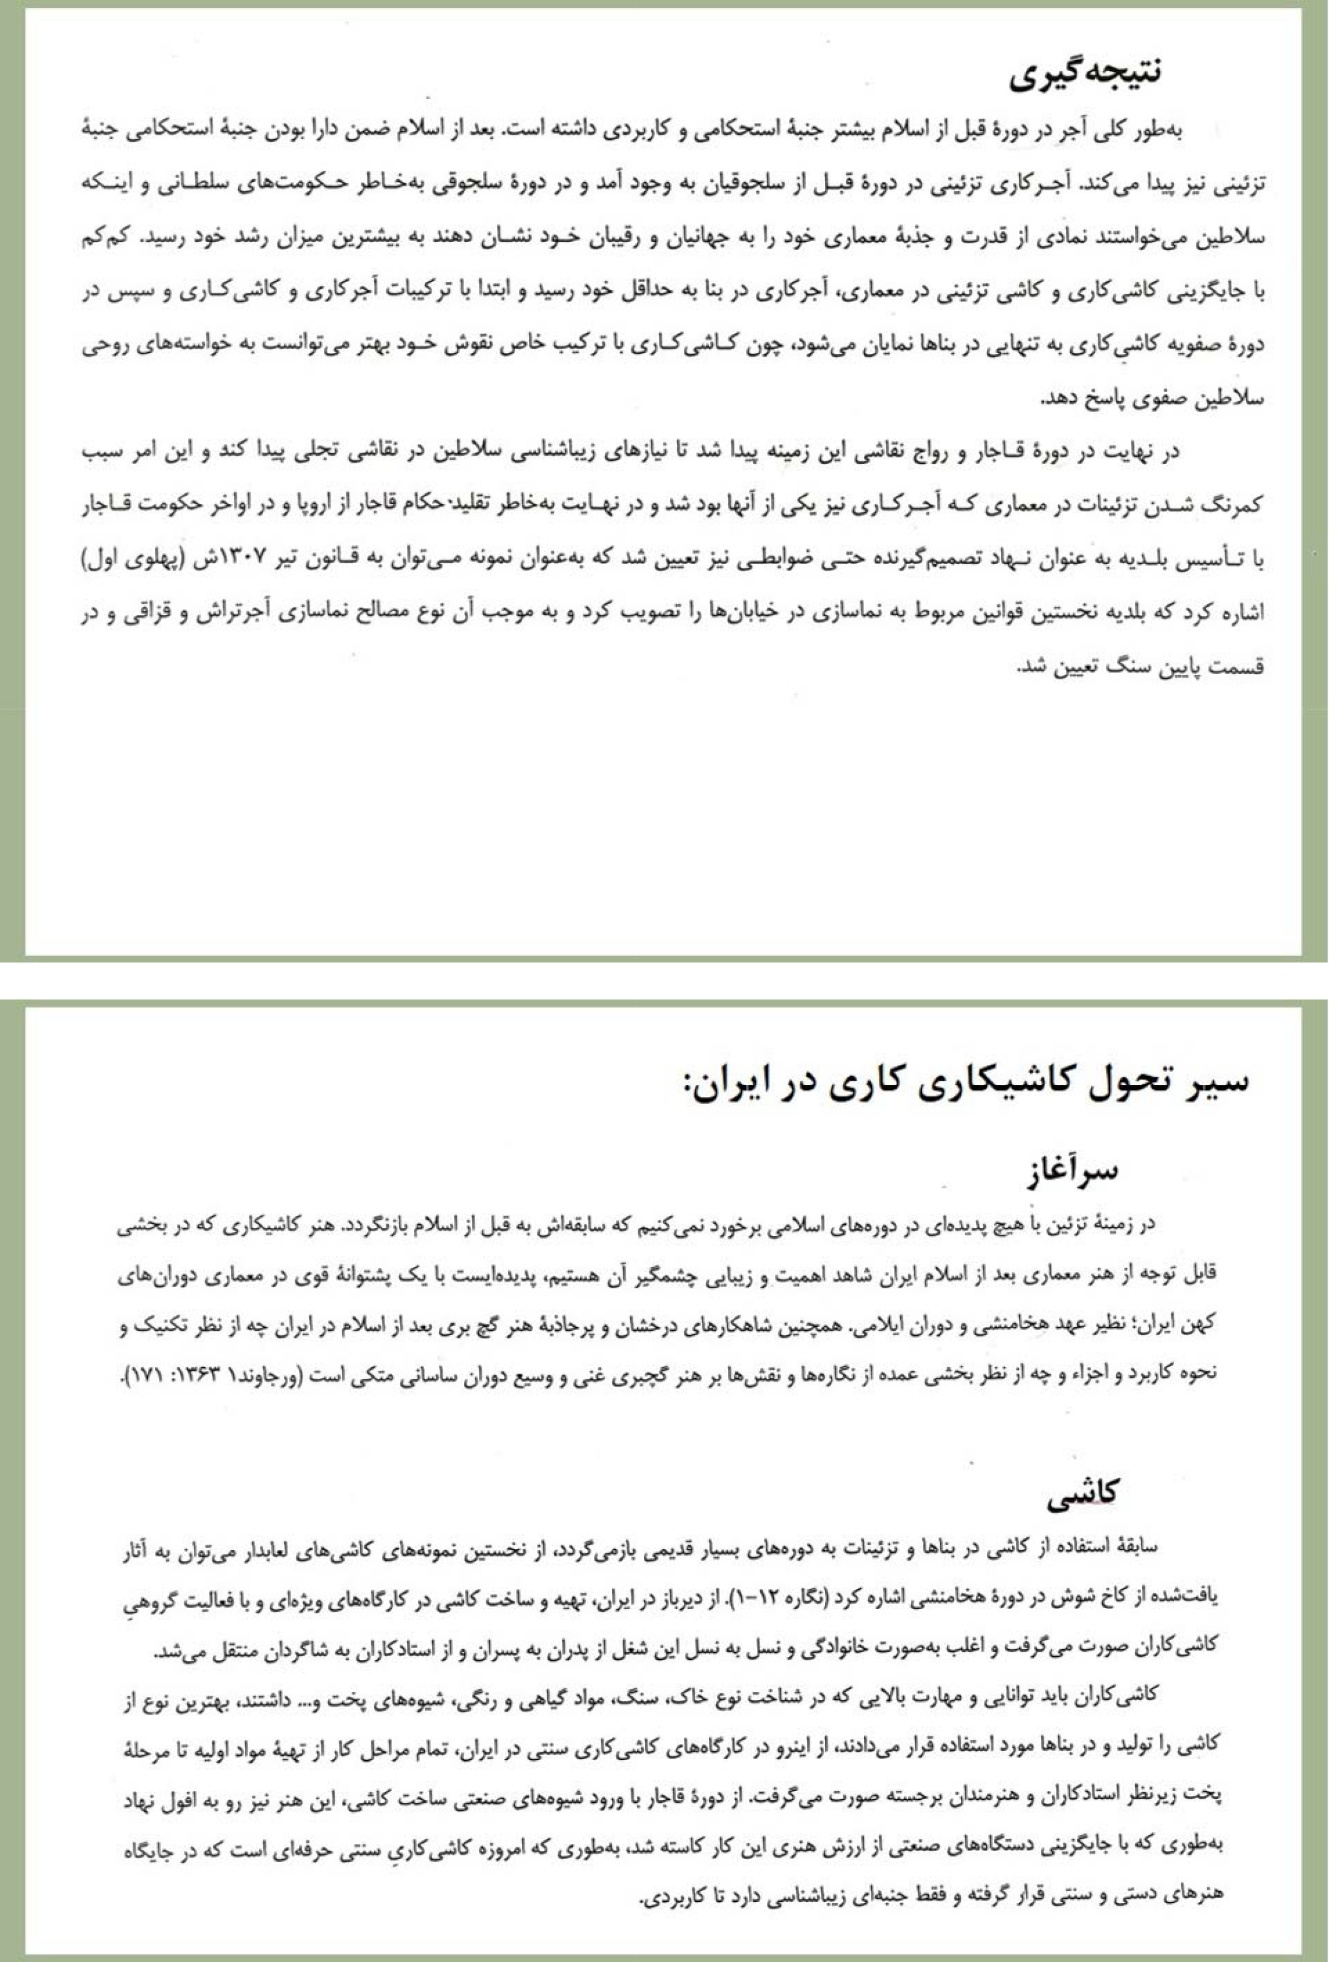 نتیجه‌گیری
به‌طور کلی آجر در دورهٔ قبل از اسلام بیشتر جنبهٔ استحکامی و کاربردی داشته است. بعد از اسلام ضمن دارا بودن جنبهٔ استحکامی جنبهٔ
تزئینی نیز پیدا می‌کند. آجرکاری تزئینی در دورهٔ قبل از سلجوقیان به وجود آمد و در دورهٔ سلجوقی به‌خاطر حکومت‌های سلطانی و اینکه
سلاطین می‌خواستند نمادی از قدرت و جذبهٔ معماری خود را به جهانیان و رقیبان خود نشان دهند به بیشترین میزان رشد خود رسید. کم‌کم
با جایگزینی کاشی‌کاری و کاشی تزئینی در معماری، آجرکاری در بنا به حداقل خود رسید و ابتدا با ترکیبات آجرکاری و کاشی‌کاری و سپس در
دورهٔ صفویه کاشی‌کاری به تنهایی در بناها نمایان می‌شود، چون کاشی‌کاری با ترکیب خاص نقوش خود بهتر می‌توانست به خواسته‌های روحی
سلاطین صفوی پاسخ دهد.
در نهایت در دورهٔ قاجار و رواج نقاشی این زمینه پیدا شد تا نیازهای زیباشناسی سلاطین در نقاشی تجلی پیدا کند و این امر سبب
کمرنگ شدن تزئینات در معماری که آجرکاری نیز یکی از آنها بود شد و در نهایت به‌خاطر تقلید حکام قاجار از اروپا و در اواخر حکومت قاجار
با تأسیس بلدیه به عنوان نهاد تصمیم‌گیرنده حتی ضوابطی نیز تعیین شد که به‌عنوان نمونه می‌توان به قانون تیر ۱۳۰۷ش (پهلوی اول)
اشاره کرد که بلدیه نخستین قوانین مربوط به نماسازی در خیابان‌ها را تصویب کرد و به موجب آن نوع مصالح نماسازی آجرتراش و قزاقی و در
قسمت پایین سنگ تعیین شد.
سیر تحول کاشیکاری کاری در ایران:
سرآغاز
در زمینهٔ تزئین با هیچ پدیده‌ای در دوره‌های اسلامی برخورد نمی‌کنیم که سابقه‌اش به قبل از اسلام بازنگردد. هنر کاشیکاری که در بخشی
قابل توجه از هنر معماری بعد از اسلام ایران شاهد اهمیت و زیبایی چشمگیر آن هستیم، پدیده‌ایست با یک پشتوانهٔ قوی در معماری دوران‌های
کهن ایران؛ نظیر عهد هخامنشی و دوران ایلامی. همچنین شاهکارهای درخشان و پرجاذبهٔ هنر گچ بری بعد از اسلام در ایران چه از نظر تکنیک و
نحوه کاربرد و اجزاء و چه از نظر بخشی عمده از نگاره‌ها و نقش‌ها بر هنر گچبری غنی و وسیع دوران ساسانی متکی است (ورجاوند۱ ۱۳۶۳: ۱۷۱).
کاشی
سابقهٔ استفاده از کاشی در بناها و تزئینات به دوره‌های بسیار قدیمی بازمی‌گردد، از نخستین نمونه‌های کاشی‌های لعابدار می‌توان به آثار
یافت‌شده از کاخ شوش در دورهٔ هخامنشی اشاره کرد (نگاره ۱۲-۱). از دیرباز در ایران، تهیه و ساخت کاشی در کارگاه‌های ویژه‌ای و با فعالیت گروهیِ
کاشی‌کاران صورت می‌گرفت و اغلب به‌صورت خانوادگی و نسل به نسل این شغل از پدران به پسران و از استادکاران به شاگردان منتقل می‌شد.
کاشی‌کاران باید توانایی و مهارت بالایی که در شناخت نوع خاک، سنگ، مواد گیاهی و رنگی، شیوه‌های پخت و... داشتند، بهترین نوع از
کاشی را تولید و در بناها مورد استفاده قرار می‌دادند، از اینرو در کارگاه‌های کاشی‌کاری سنتی در ایران، تمام مراحل کار از تهیهٔ مواد اولیه تا مرحلهٔ
پخت زیرنظر استادکاران و هنرمندان برجسته صورت می‌گرفت. از دورهٔ قاجار با ورود شیوه‌های صنعتی ساخت کاشی، این هنر نیز رو به افول نهاد
به‌طوری که با جایگزینی دستگاه‌های صنعتی از ارزش هنری این کار کاسته شد، به‌طوری که امروزه کاشی‌کاریِ سنتی حرفه‌ای است که در جایگاه
هنرهای دستی و سنتی قرار گرفته و فقط جنبه‌ای زیباشناسی دارد تا کاربردی.